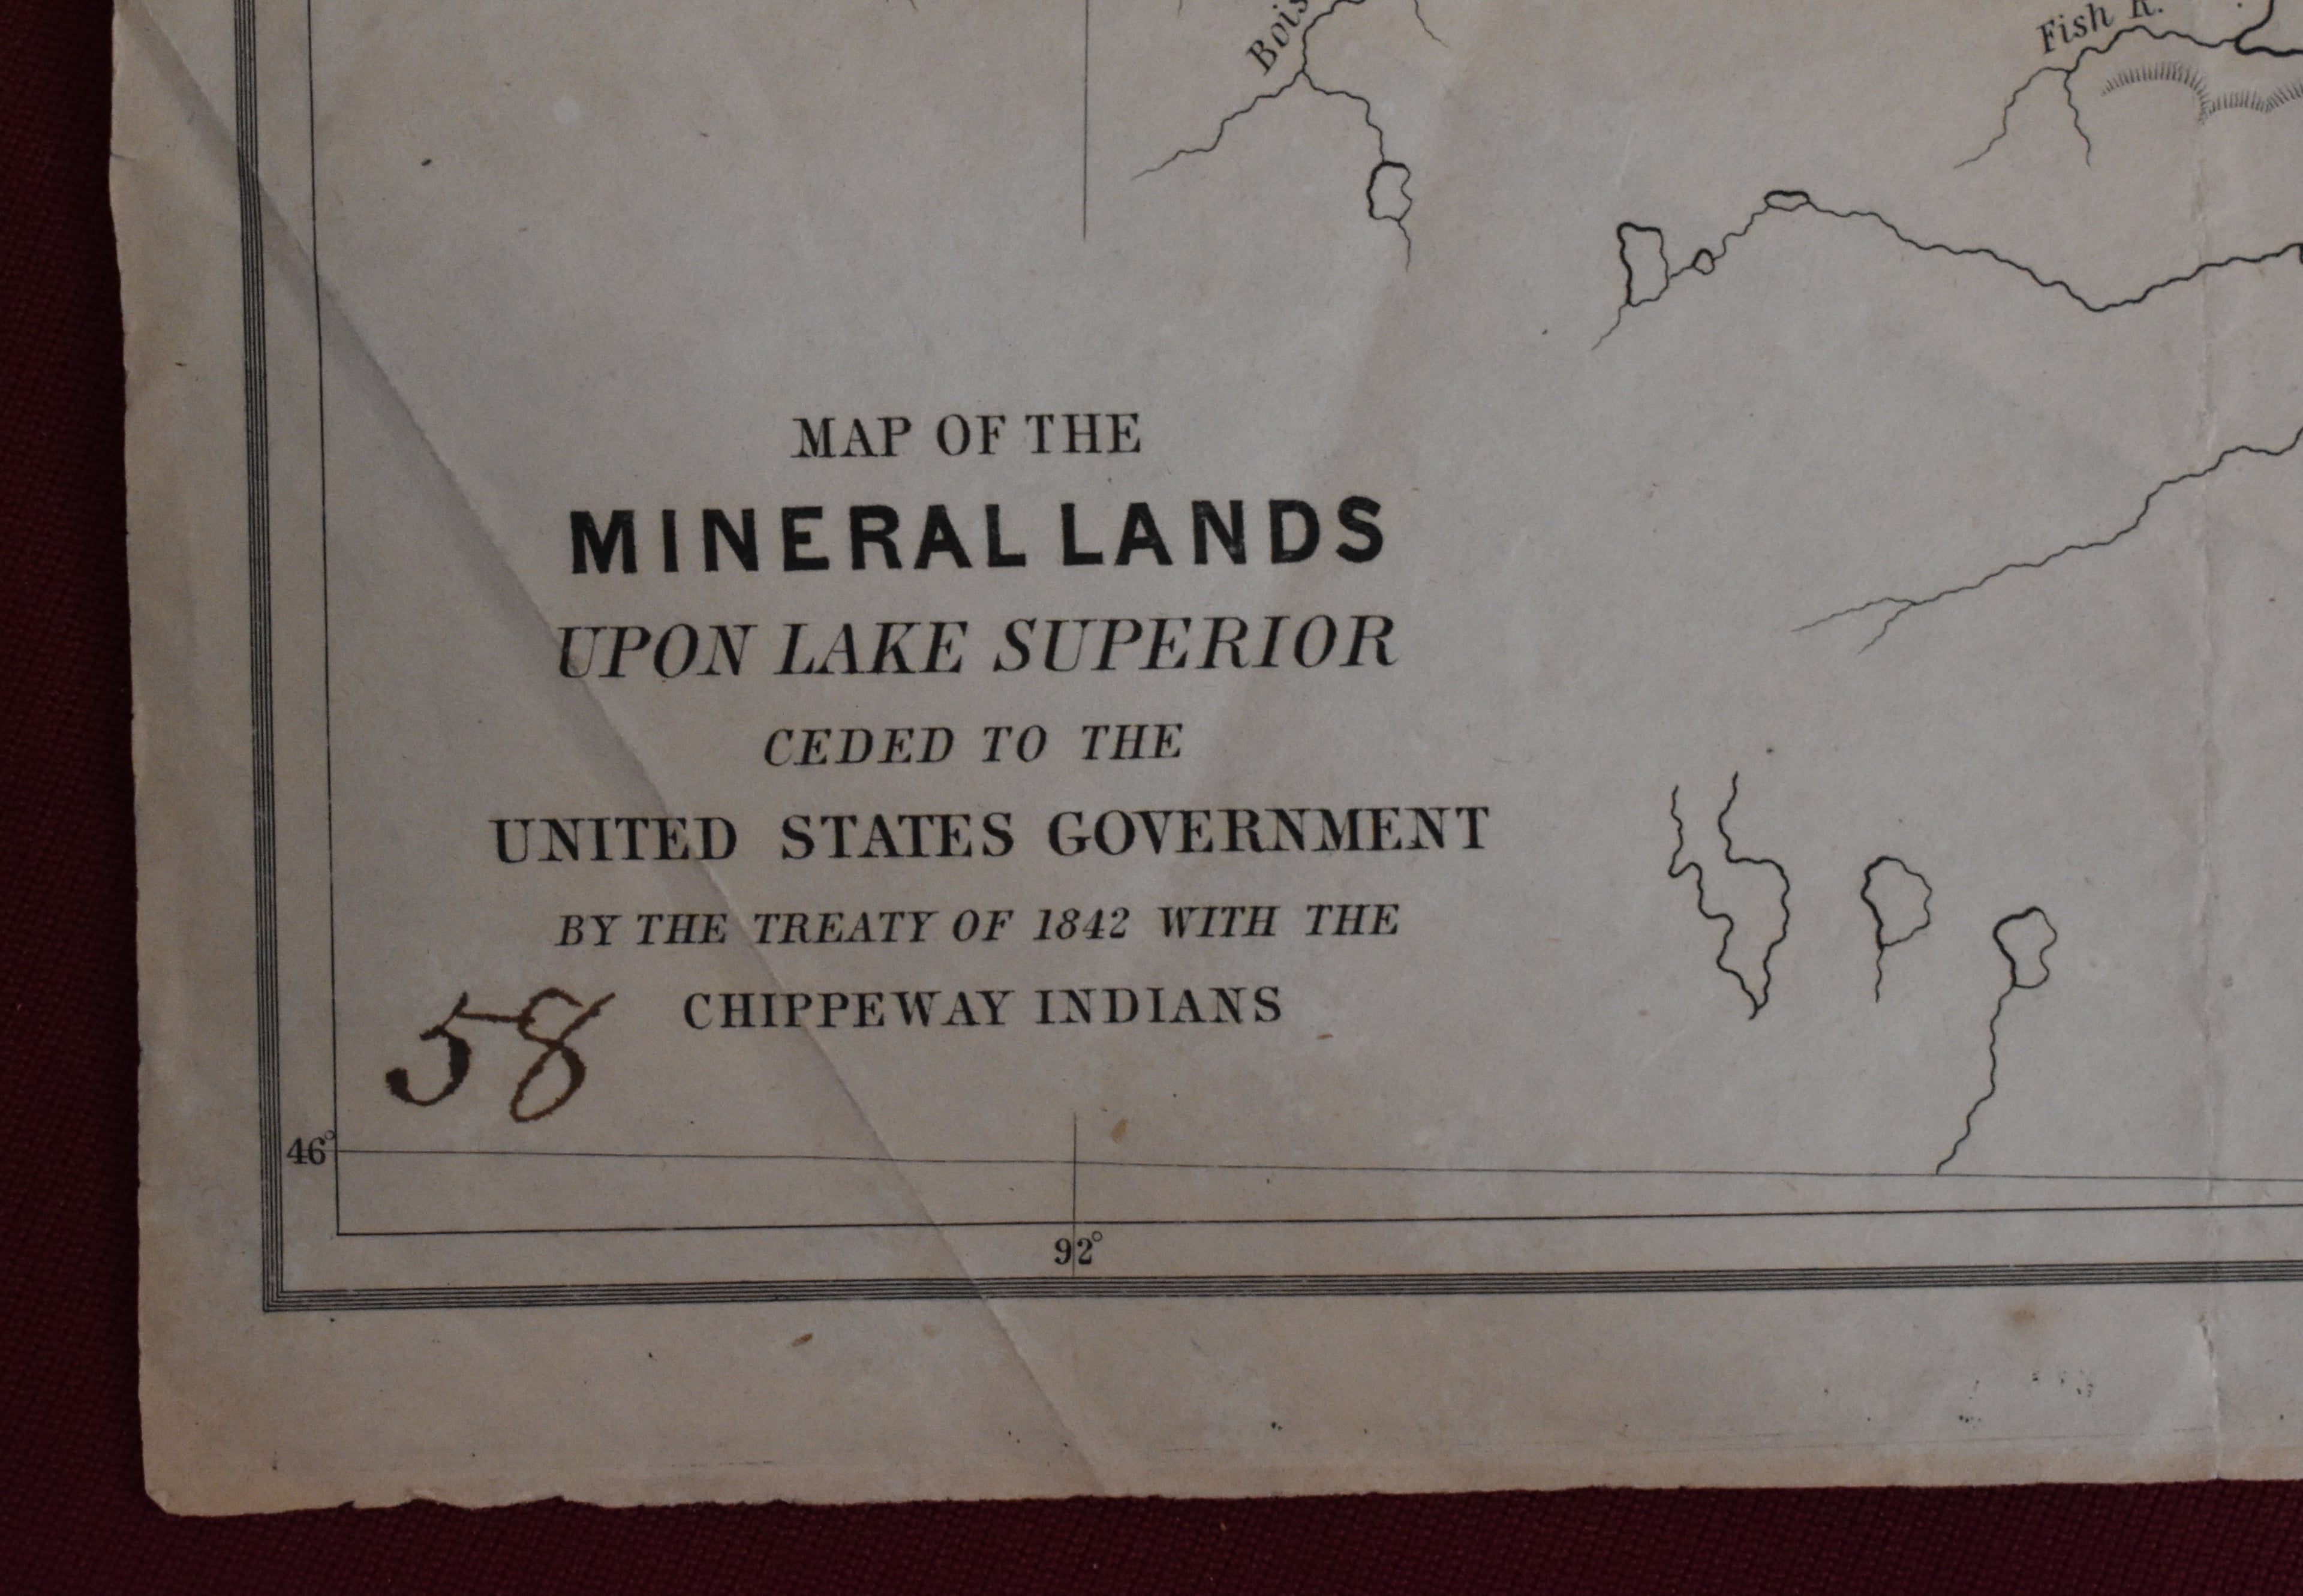 Bois
Fish R.
MAP OF THE
MINERAL LANDS
UPON LAKE SUPERIOR
CEDED TO THE
UNITED STATES GOVERNMENT
BY THE TREATY OF 1842 WITH THE
CHIPPEWAY INDIANS
58
46°
92°